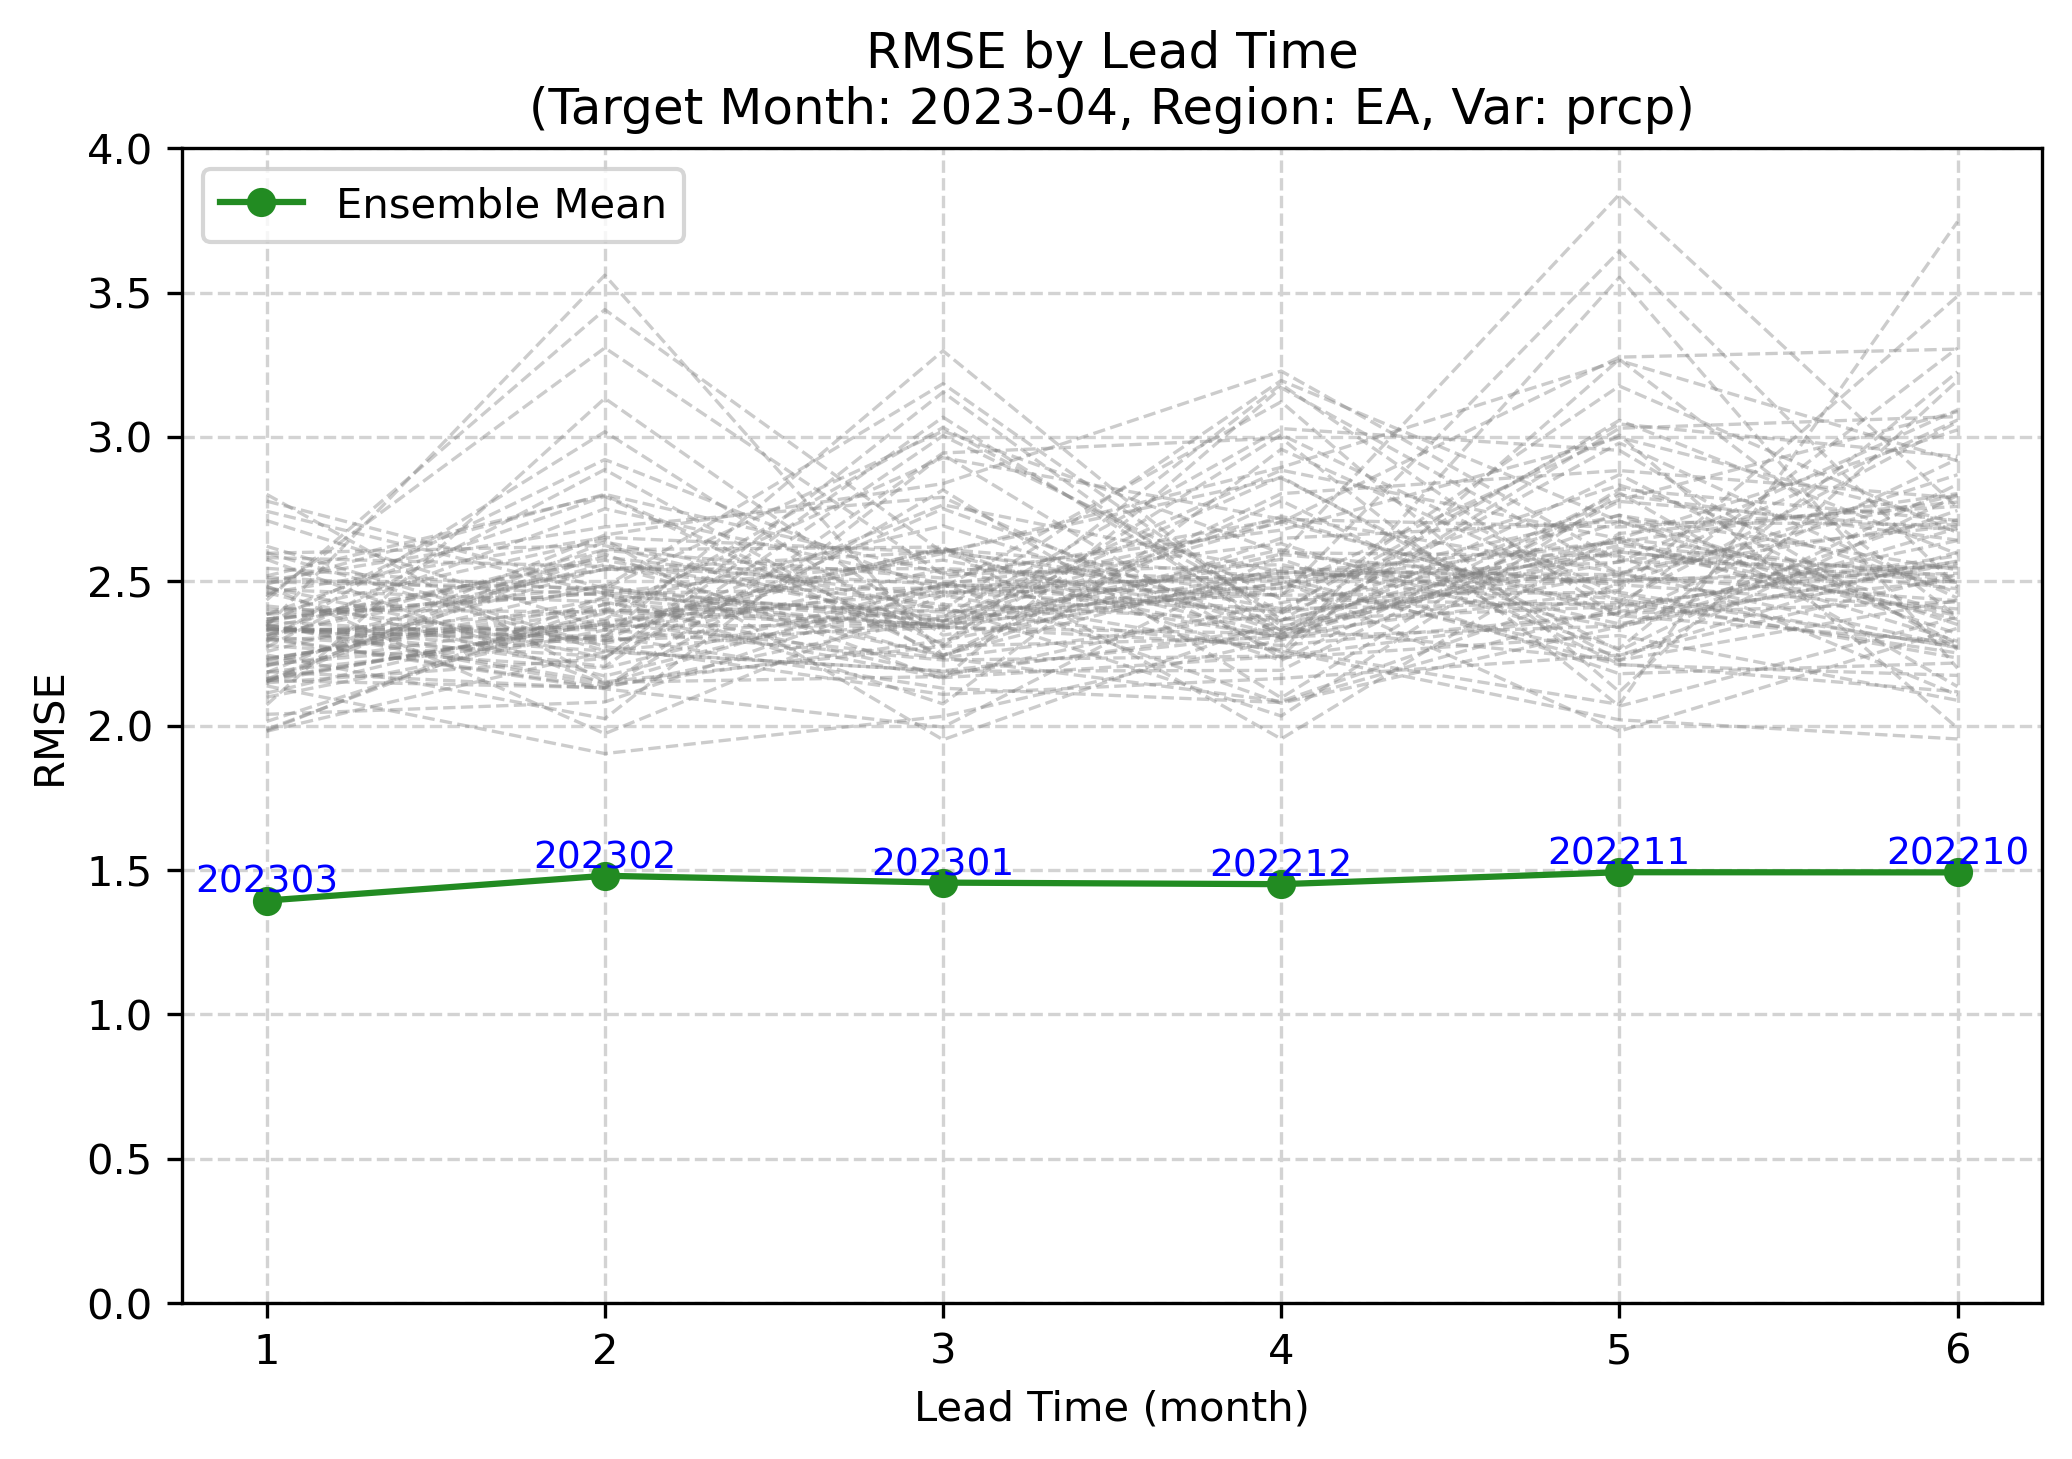 RMSE by Lead Time
(Target Month: 2023-04, Region: EA, Var: prcp)
Ensemble Mean
RMSE
4.0
3.5
3.0
2.5
2.0
1.5
1.0
0.5
0.0
202303
202302
202301
202212
202211
202210
1 2 3 4 5 6
Lead Time (month)